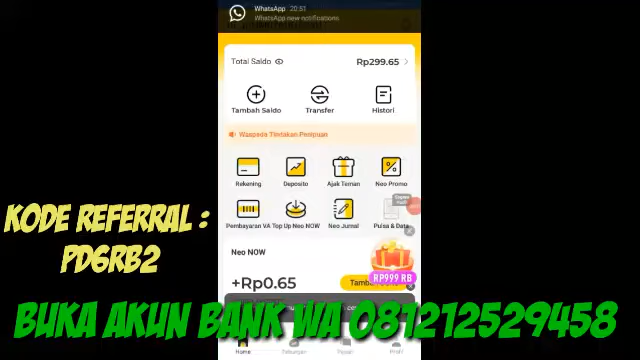 WhatsApp 20:51
WhatsApp new notifications
Total Saldo Rp299.65
Tambah Saldo Transfer Histori
Waspada Tindakan Penipuan
Rekening Deposito Ajak Teman Neo Promo
Pembayaran VA Top Up Neo NOW Neo Jurnal Pulsa & Data
KODE REFERRAL :
PD6RB2
Neo NOW
RP999 RB
+Rp0.65
BUKA AKUN BANK WA 081212529458
Home